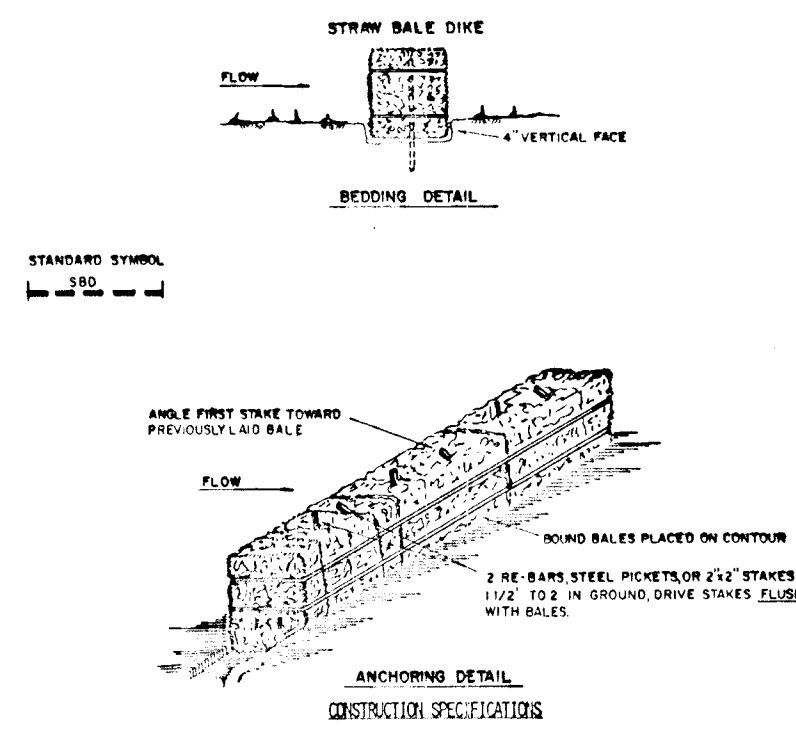 STRAW BALE DIKE
FLOW
4" VERTICAL FACE
BEDDING DETAIL
STANDARD SYMBOL
SBD
ANGLE FIRST STAKE TOWARD
PREVIOUSLY LAID BALE
FLOW
BOUND BALES PLACED ON CONTOUR
2 RE-BARS, STEEL PICKETS, OR 2"x2" STAKES
1 1/2' TO 2 IN GROUND, DRIVE STAKES FLUS
WITH BALES.
ANCHORING DETAIL
CONSTRUCTION SPECIFICATIONS